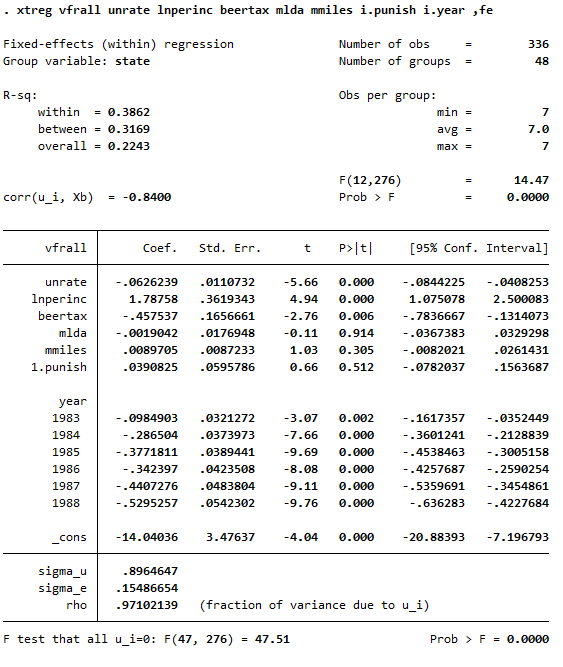 . xtreg vfrall unrate lnperinc beertax mlda mmiles i.punish i.year ,fe
Fixed-effects (within) regression Number of obs = 336
Group variable: state Number of groups = 48
R-sq: Obs per group:
within = 0.3862 min = 7
between = 0.3169 avg = 7.0
overall = 0.2243 max = 7
F(12,276) = 14.47
corr(u_i, Xb) = -0.8400 Prob > F = 0.0000
vfrall Coef. Std. Err. t P>|t| [95% Conf. Interval]
unrate -.0626239 .0110732 -5.66 0.000 -.0844225 -.0408253
lnperinc 1.78758 .3619343 4.94 0.000 1.075078 2.500083
beertax -.457537 .1656661 -2.76 0.006 -.7836667 -.1314073
mlda -.0019042 .0176948 -0.11 0.914 -.0367383 .0329298
mmiles .0089705 .0087233 1.03 0.305 -.0082021 .0261431
1.punish .0390825 .0595786 0.66 0.512 -.0782037 .1563687
year
1983 -.0984903 .0321272 -3.07 0.002 -.1617357 -.0352449
1984 -.286504 .0373973 -7.66 0.000 -.3601241 -.2128839
1985 -.3771811 .0389441 -9.69 0.000 -.4538463 -.3005158
1986 -.342397 .0423508 -8.08 0.000 -.4257687 -.2590254
1987 -.4407276 .0483804 -9.11 0.000 -.5359691 -.3454861
1988 -.5295257 .0542302 -9.76 0.000 -.636283 -.4227684
_cons -14.04036 3.47637 -4.04 0.000 -20.88393 -7.196793
sigma_u .8964647
sigma_e .15486654
rho .97102139 (fraction of variance due to u_i)
F test that all u_i=0: F(47, 276) = 47.51 Prob > F = 0.0000